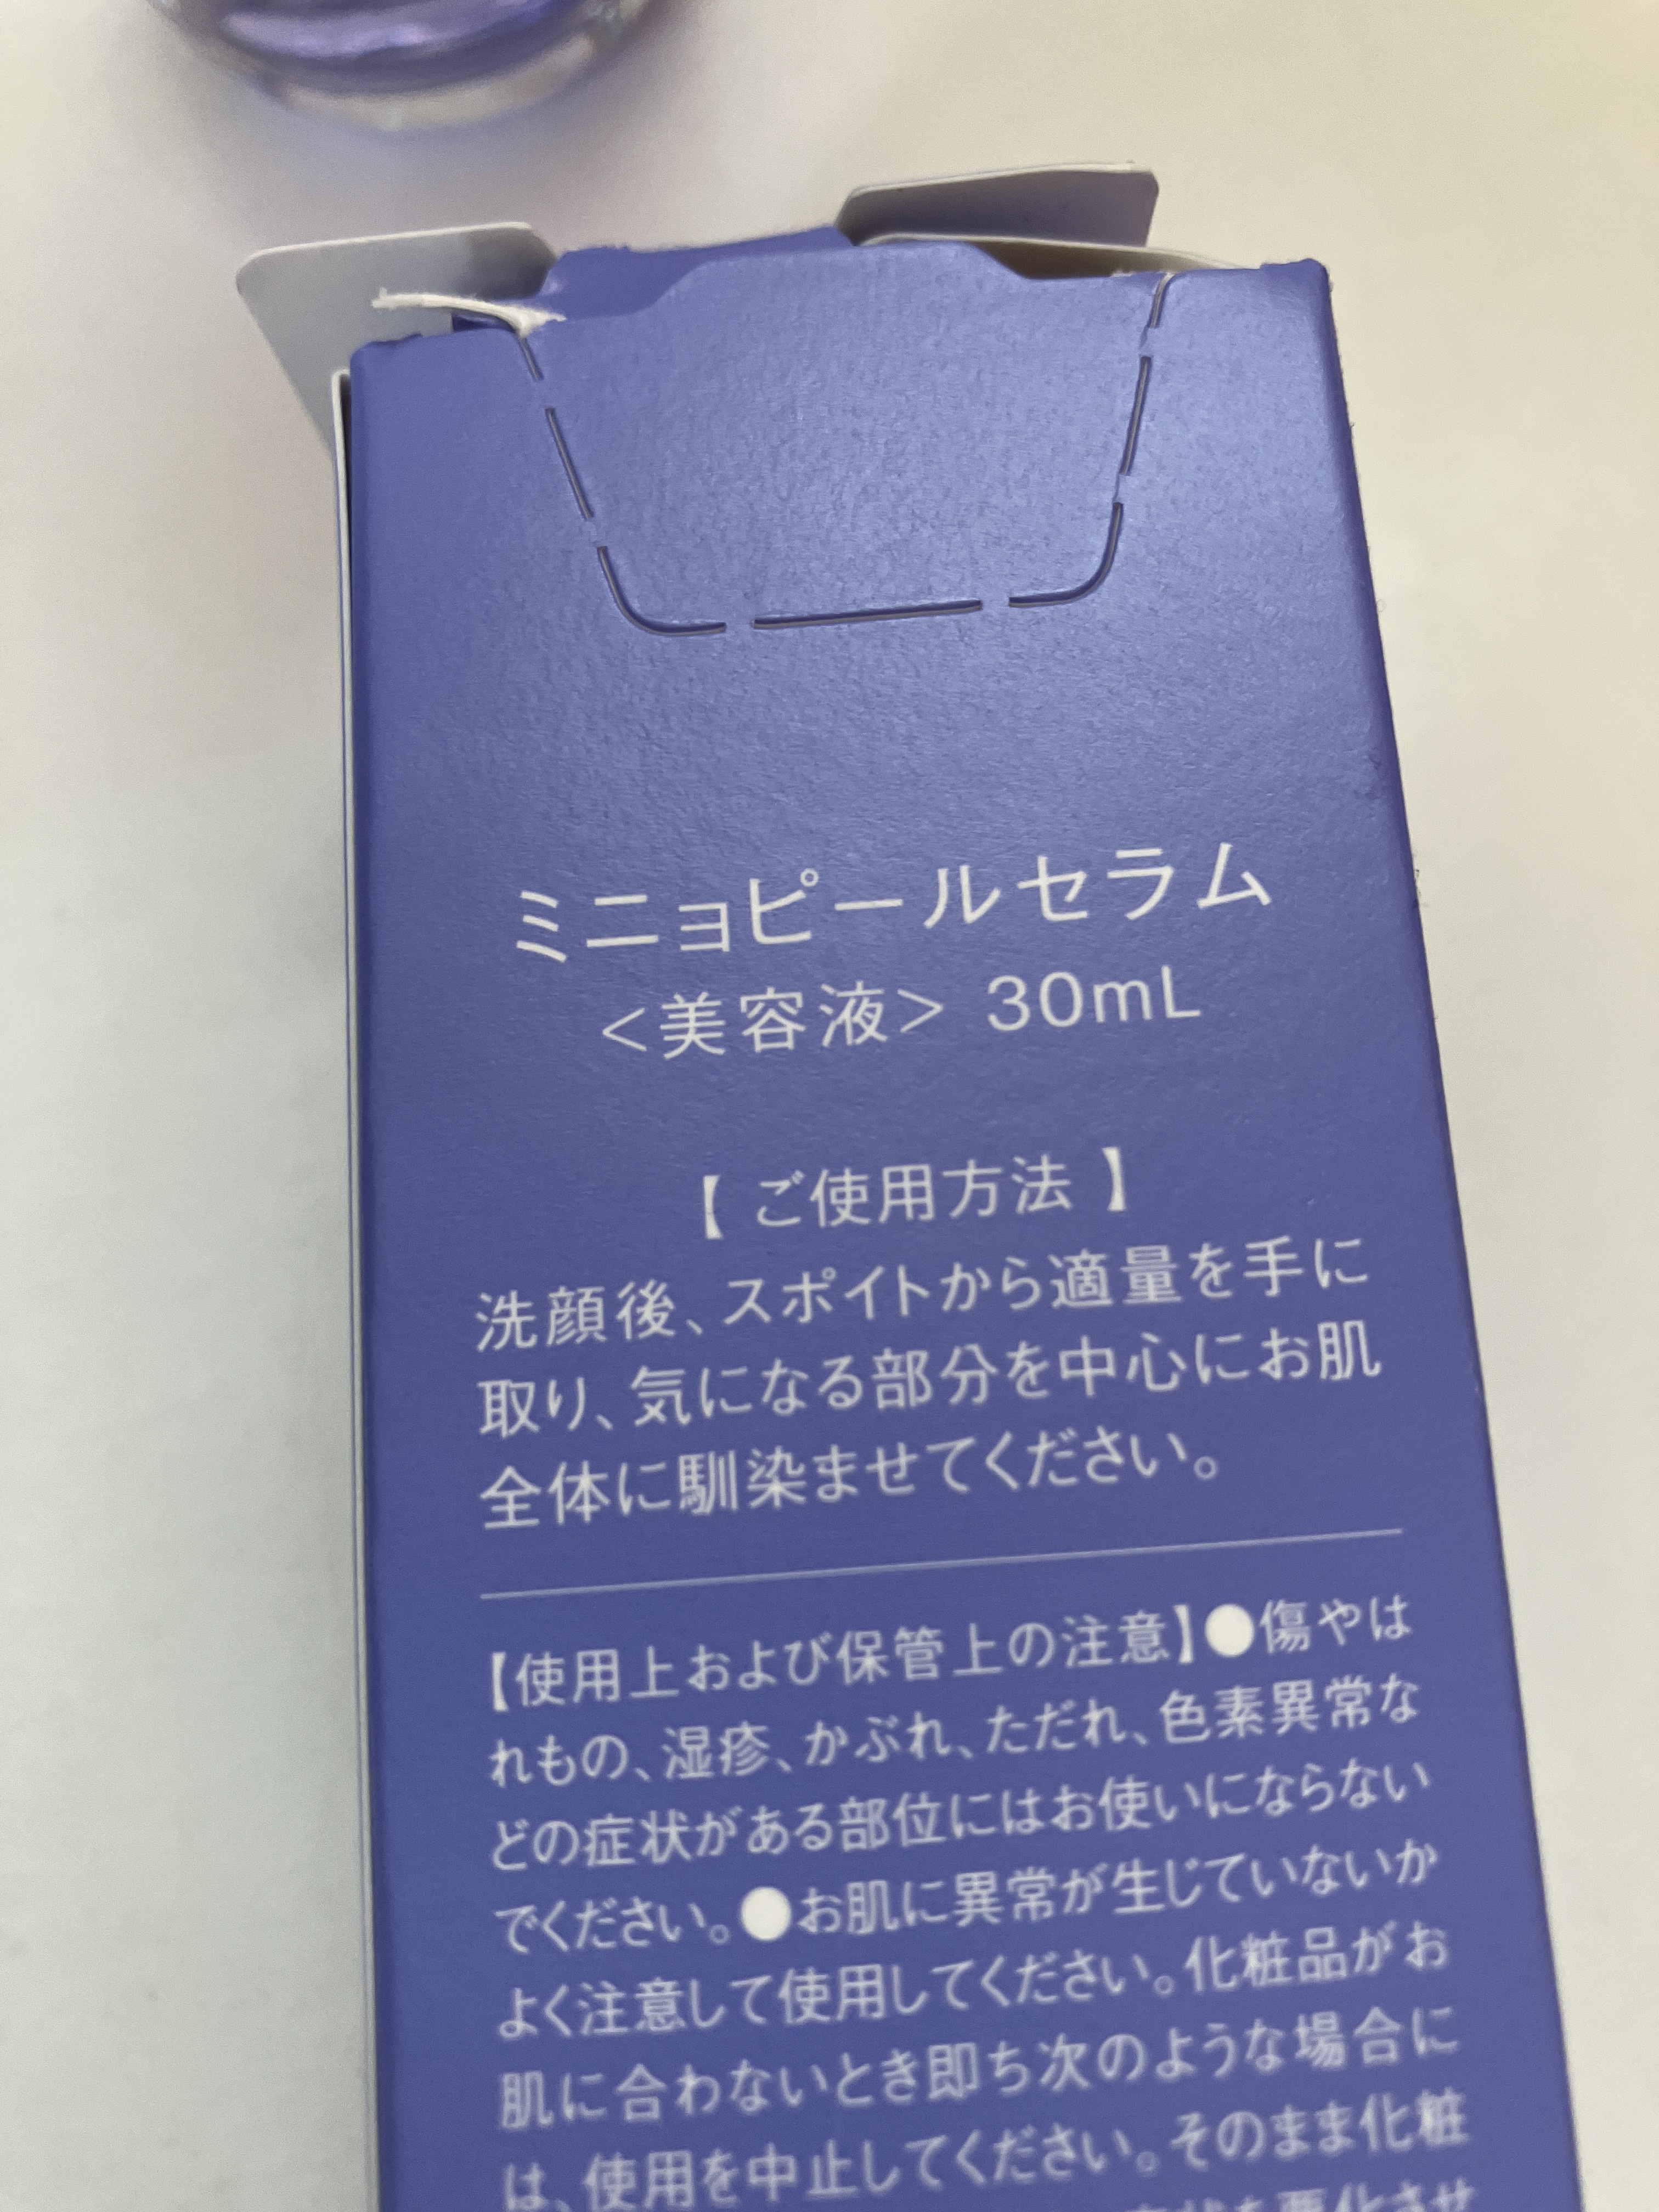 ミニョピールセラム
<美容液> 30mL
【 ご使用方法 】
洗顔後、スポイトから適量を手に
取り、気になる部分を中心にお肌
全体に馴染ませてください。
【使用上および保管上の注意】●傷やは
れもの、湿疹、かぶれ、ただれ、色素異常な
どの症状がある部位にはお使いにならない
でください。●お肌に異常が生じていないか
よく注意して使用してください。化粧品がお
肌に合わないとき即ち次のような場合に
は、使用を中止してください。そのまま化粧
を悪化させ